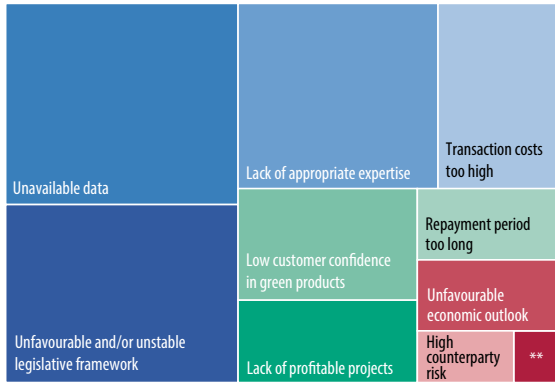 Unavailable data
Lack of appropriate expertise
Transaction costs
too high
Unfavourable and/or unstable
legislative framework
Low customer confidence
in green products
Lack of profitable projects
Repayment period
too long
Unfavourable
economic outlook
High
counterparty
risk
**